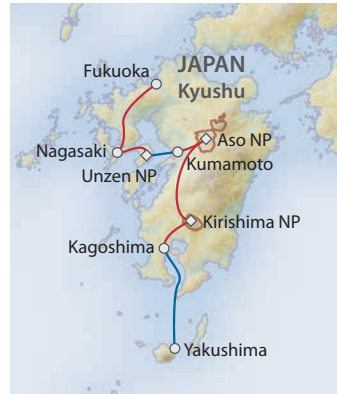 Fukuoka
JAPAN
Kyushu
Nagasaki
Aso NP
Unzen NP
Kumamoto
Kirishima NP
Kagoshima
Yakushima